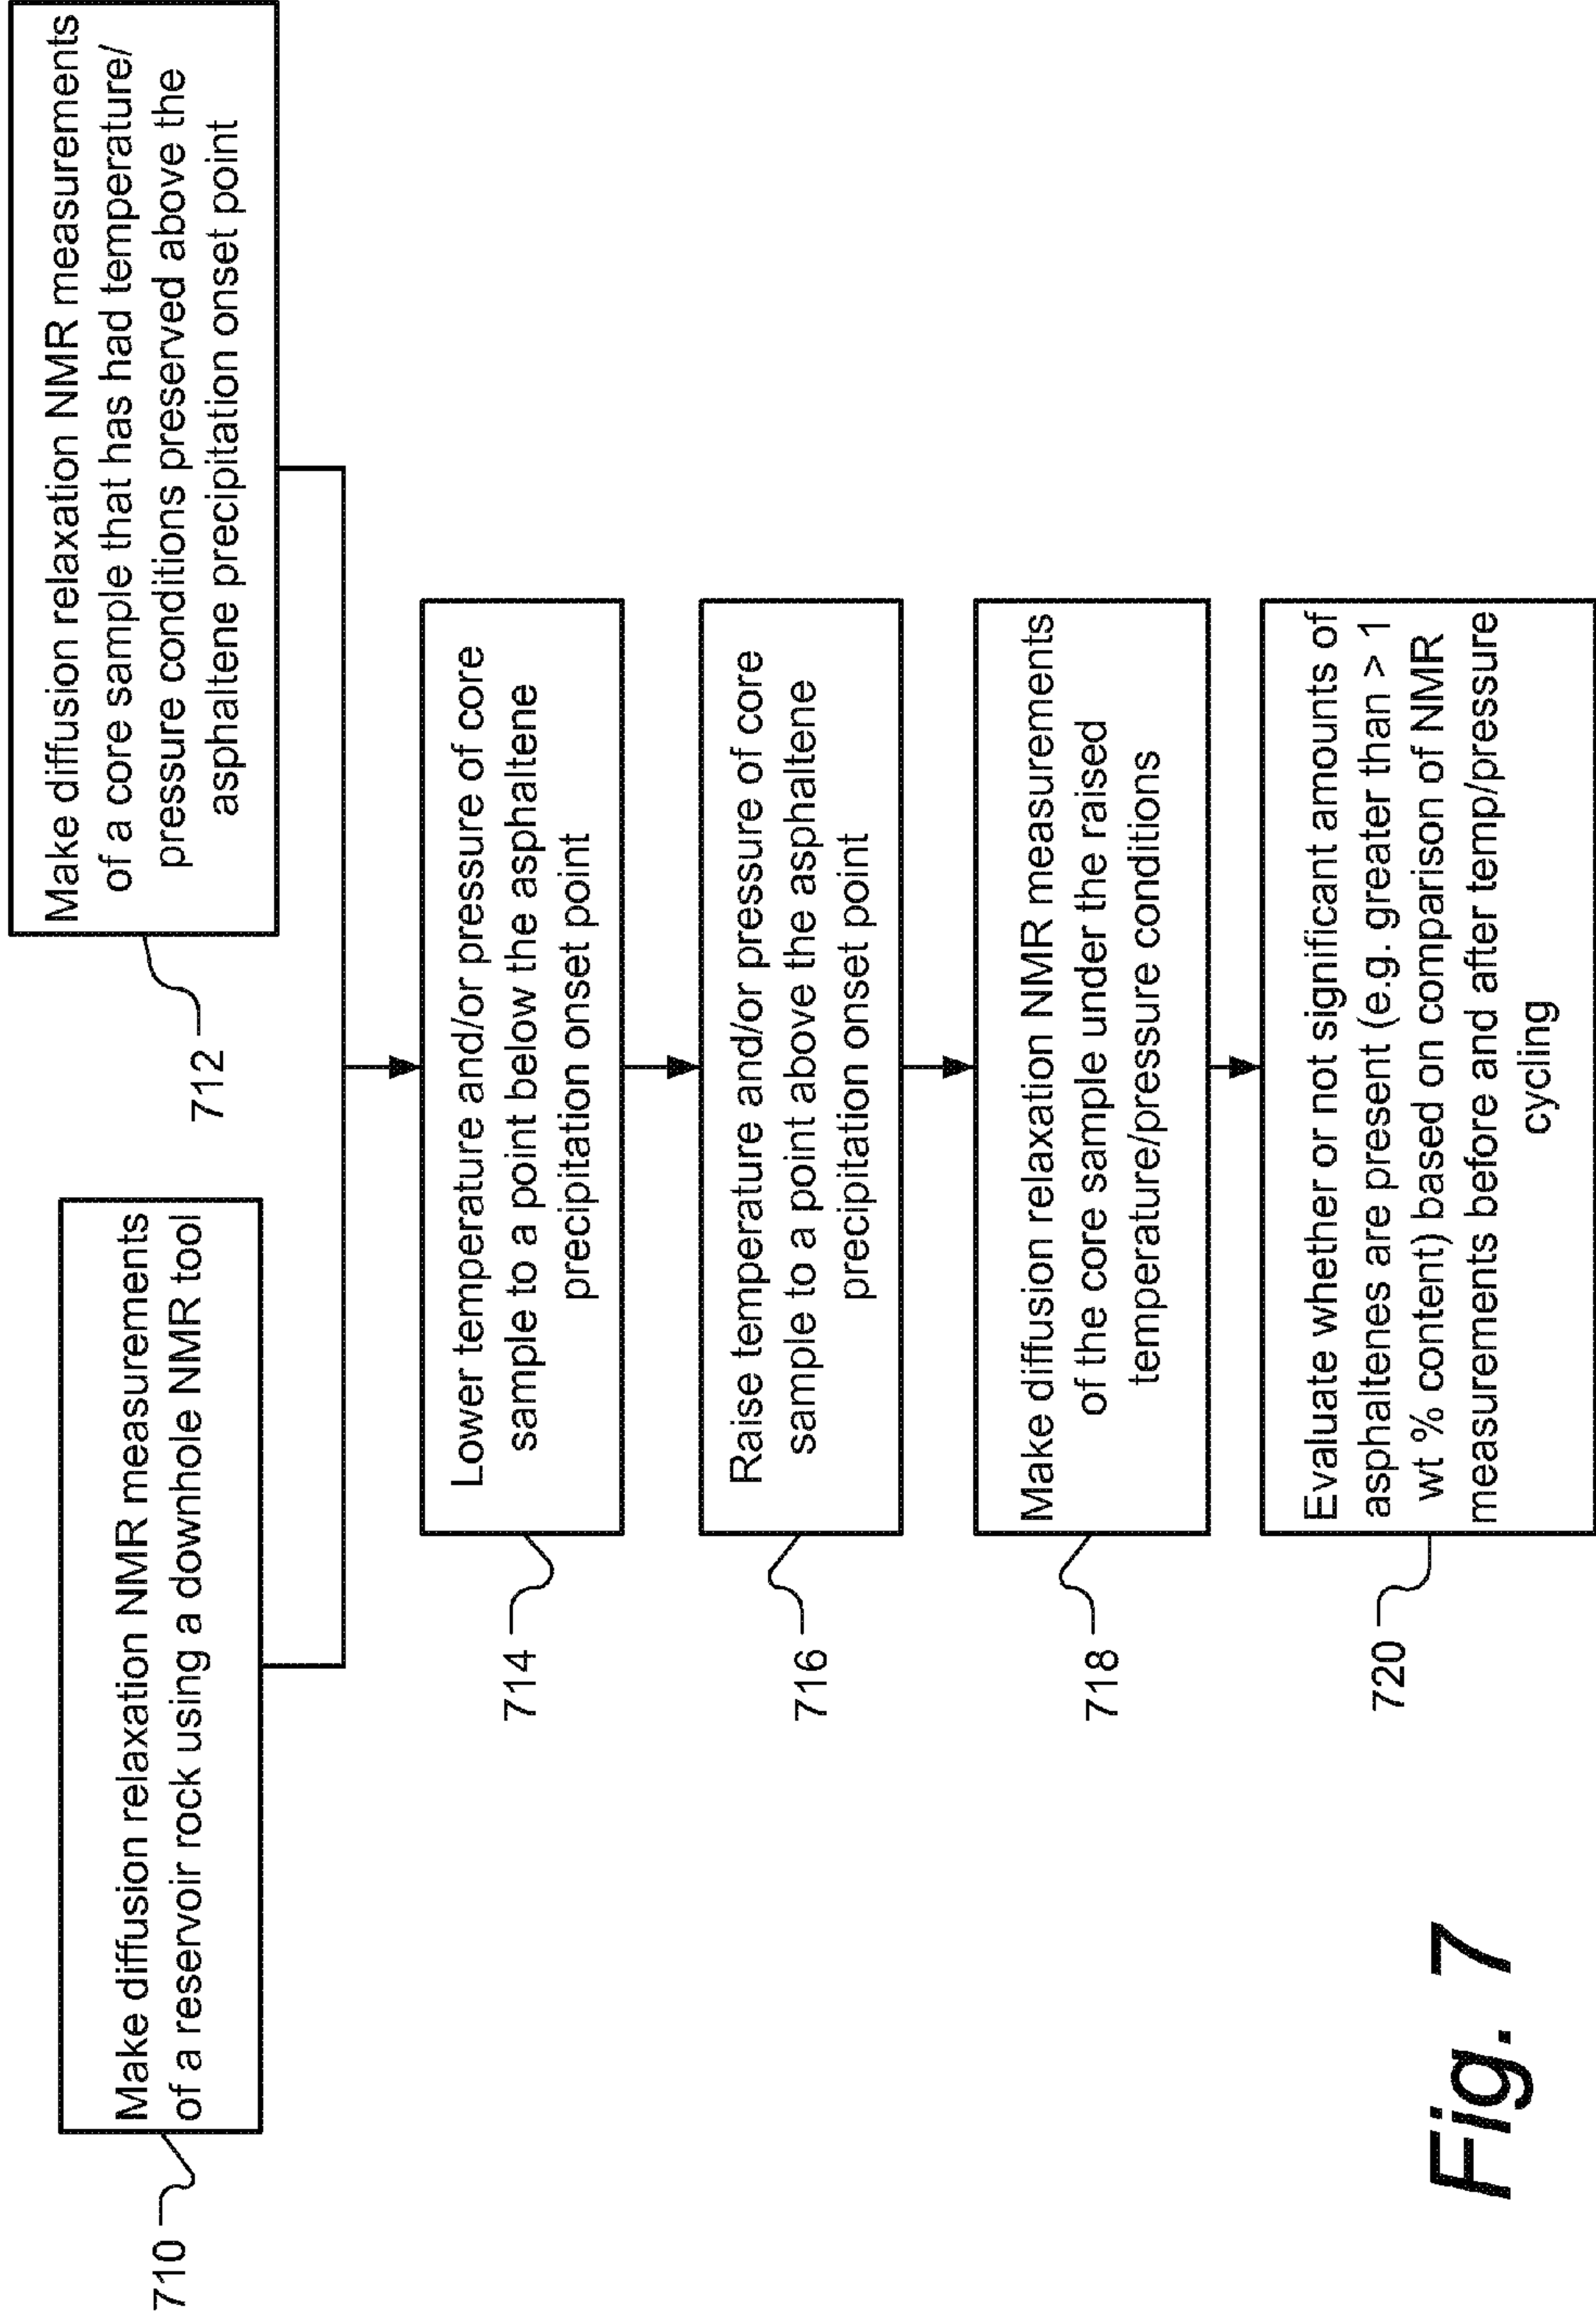 Make diffusion relaxation NMR measurements
of a reservoir rock using a downhole NMR tool
710
Make diffusion relaxation NMR measurements
of a core sample that has had temperature/
pressure conditions preserved above the
asphaltene precipitation onset point
712
Lower temperature and/or pressure of core
sample to a point below the asphaltene
precipitation onset point
714
Raise temperature and/or pressure of core
sample to a point above the asphaltene
precipitation onset point
716
Make diffusion relaxation NMR measurements
of the core sample under the raised
temperature/pressure conditions
718
Evaluate whether or not significant amounts of
asphaltenes are present (e.g. greater than > 1
wt % content) based on comparison of NMR
measurements before and after temp/pressure
cycling
720
Fig. 7